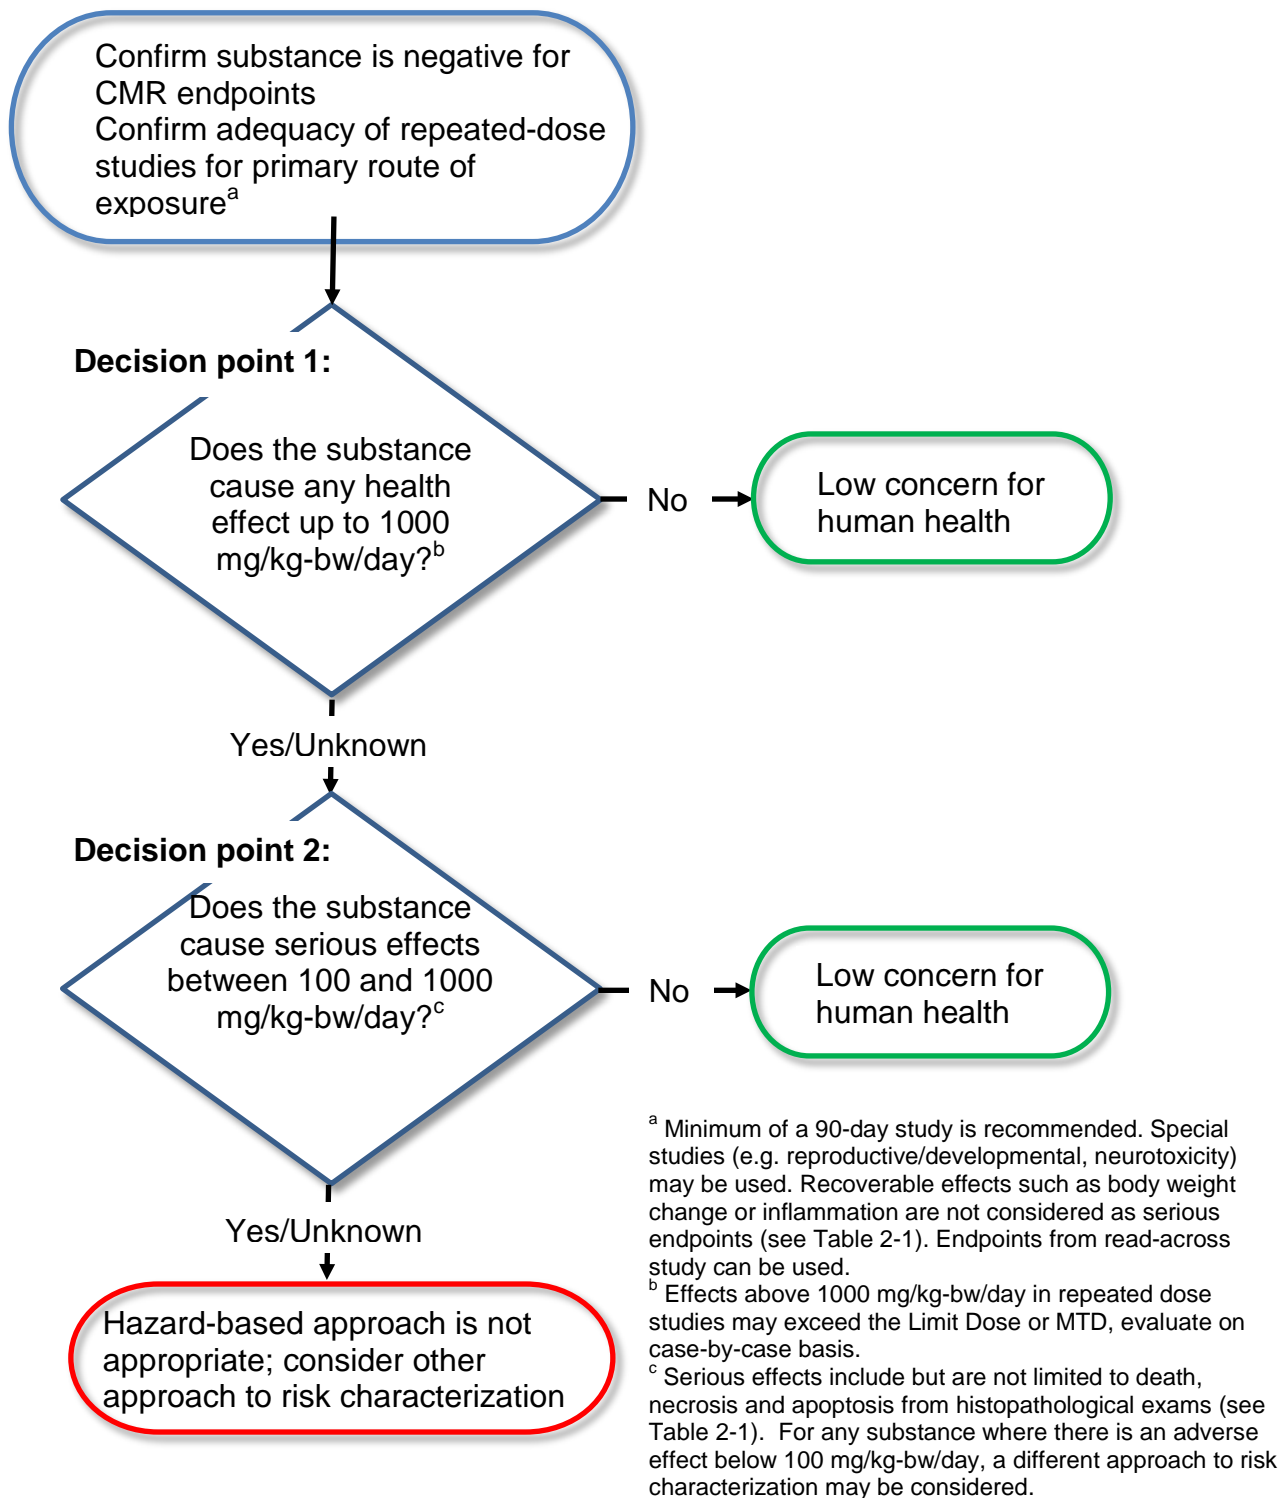 Confirm substance is negative for
CMR endpoints
Confirm adequacy of repeated-dose
studies for primary route of
exposure^a
Decision point 1:
Does the substance
cause any health
effect up to 1000
mg/kg-bw/day?^b
No
Low concern for
human health
Yes/Unknown
Decision point 2:
Does the substance
cause serious effects
between 100 and 1000
mg/kg-bw/day?^c
No
Low concern for
human health
Yes/Unknown
Hazard-based approach is not
appropriate; consider other
approach to risk characterization
^a Minimum of a 90-day study is recommended. Special
studies (e.g. reproductive/developmental, neurotoxicity)
may be used. Recoverable effects such as body weight
change or inflammation are not considered as serious
endpoints (see Table 2-1). Endpoints from read-across
study can be used.
^b Effects above 1000 mg/kg-bw/day in repeated dose
studies may exceed the Limit Dose or MTD, evaluate on
case-by-case basis.
^c Serious effects include but are not limited to death,
necrosis and apoptosis from histopathological exams (see
Table 2-1). For any substance where there is an adverse
effect below 100 mg/kg-bw/day, a different approach to risk
characterization may be considered.